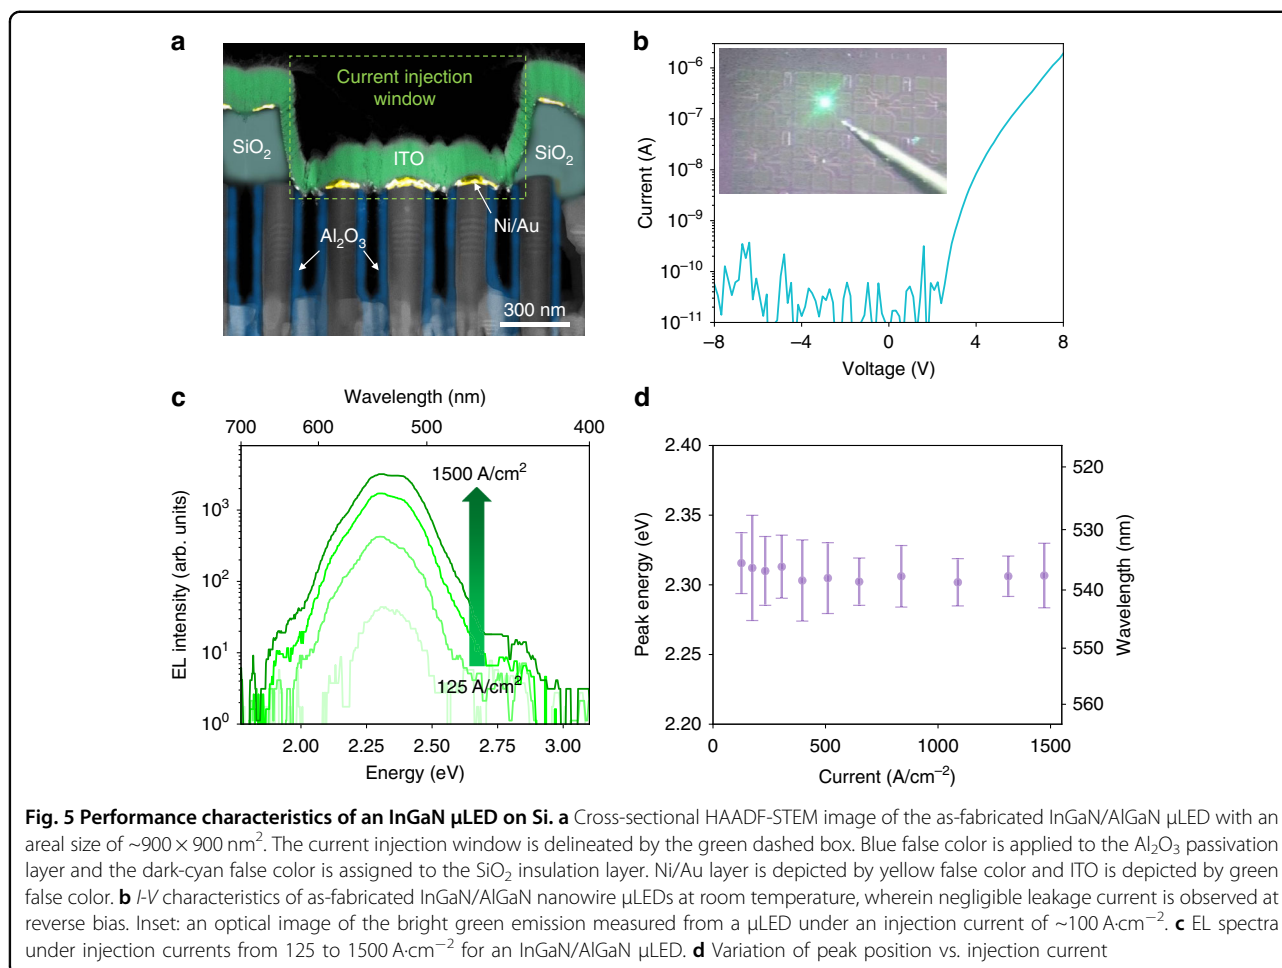 a
Current injection
window
SiO₂
ITO
SiO₂
Al₂O₃
Ni/Au
300 nm
b
Current (A)
10⁻⁶
10⁻⁷
10⁻⁸
10⁻⁹
10⁻¹⁰
10⁻¹¹
−8
−4
0
4
8
Voltage (V)
c
Wavelength (nm)
700
600
500
400
EL intensity (arb. units)
10³
10²
10¹
10⁰
1500 A/cm²
125 A/cm²
2.00
2.25
2.50
2.75
3.00
Energy (eV)
d
Peak energy (eV)
2.40
2.35
2.30
2.25
2.20
520
530
540
550
560
Wavelength (nm)
0
500
1000
1500
Current (A/cm⁻²)
Fig. 5 Performance characteristics of an InGaN μLED on Si. a Cross-sectional HAADF-STEM image of the as-fabricated InGaN/AlGaN μLED with an
areal size of ~900 × 900 nm². The current injection window is delineated by the green dashed box. Blue false color is applied to the Al₂O₃ passivation
layer and the dark-cyan false color is assigned to the SiO₂ insulation layer. Ni/Au layer is depicted by yellow false color and ITO is depicted by green
false color. b I-V characteristics of as-fabricated InGaN/AlGaN nanowire μLEDs at room temperature, wherein negligible leakage current is observed at
reverse bias. Inset: an optical image of the bright green emission measured from a μLED under an injection current of ~100 A·cm⁻². c EL spectra
under injection currents from 125 to 1500 A·cm⁻² for an InGaN/AlGaN μLED. d Variation of peak position vs. injection current